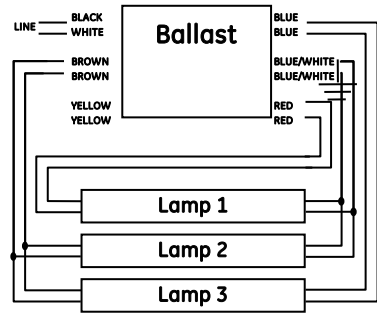 LINE
BLACK
WHITE
BROWN
BROWN
YELLOW
YELLOW
Ballast
BLUE
BLUE
BLUE/WHITE
BLUE/WHITE
RED
RED
Lamp 1
Lamp 2
Lamp 3